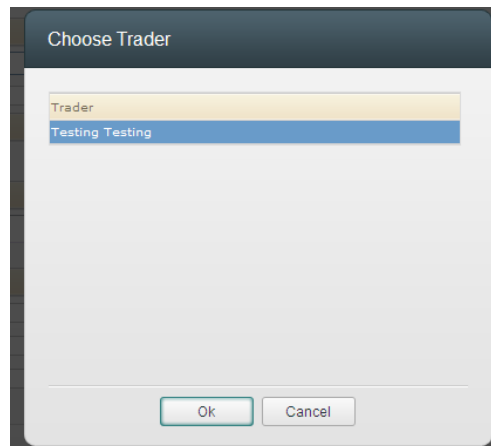 Choose Trader
Trader
Testing Testing
Ok
Cancel